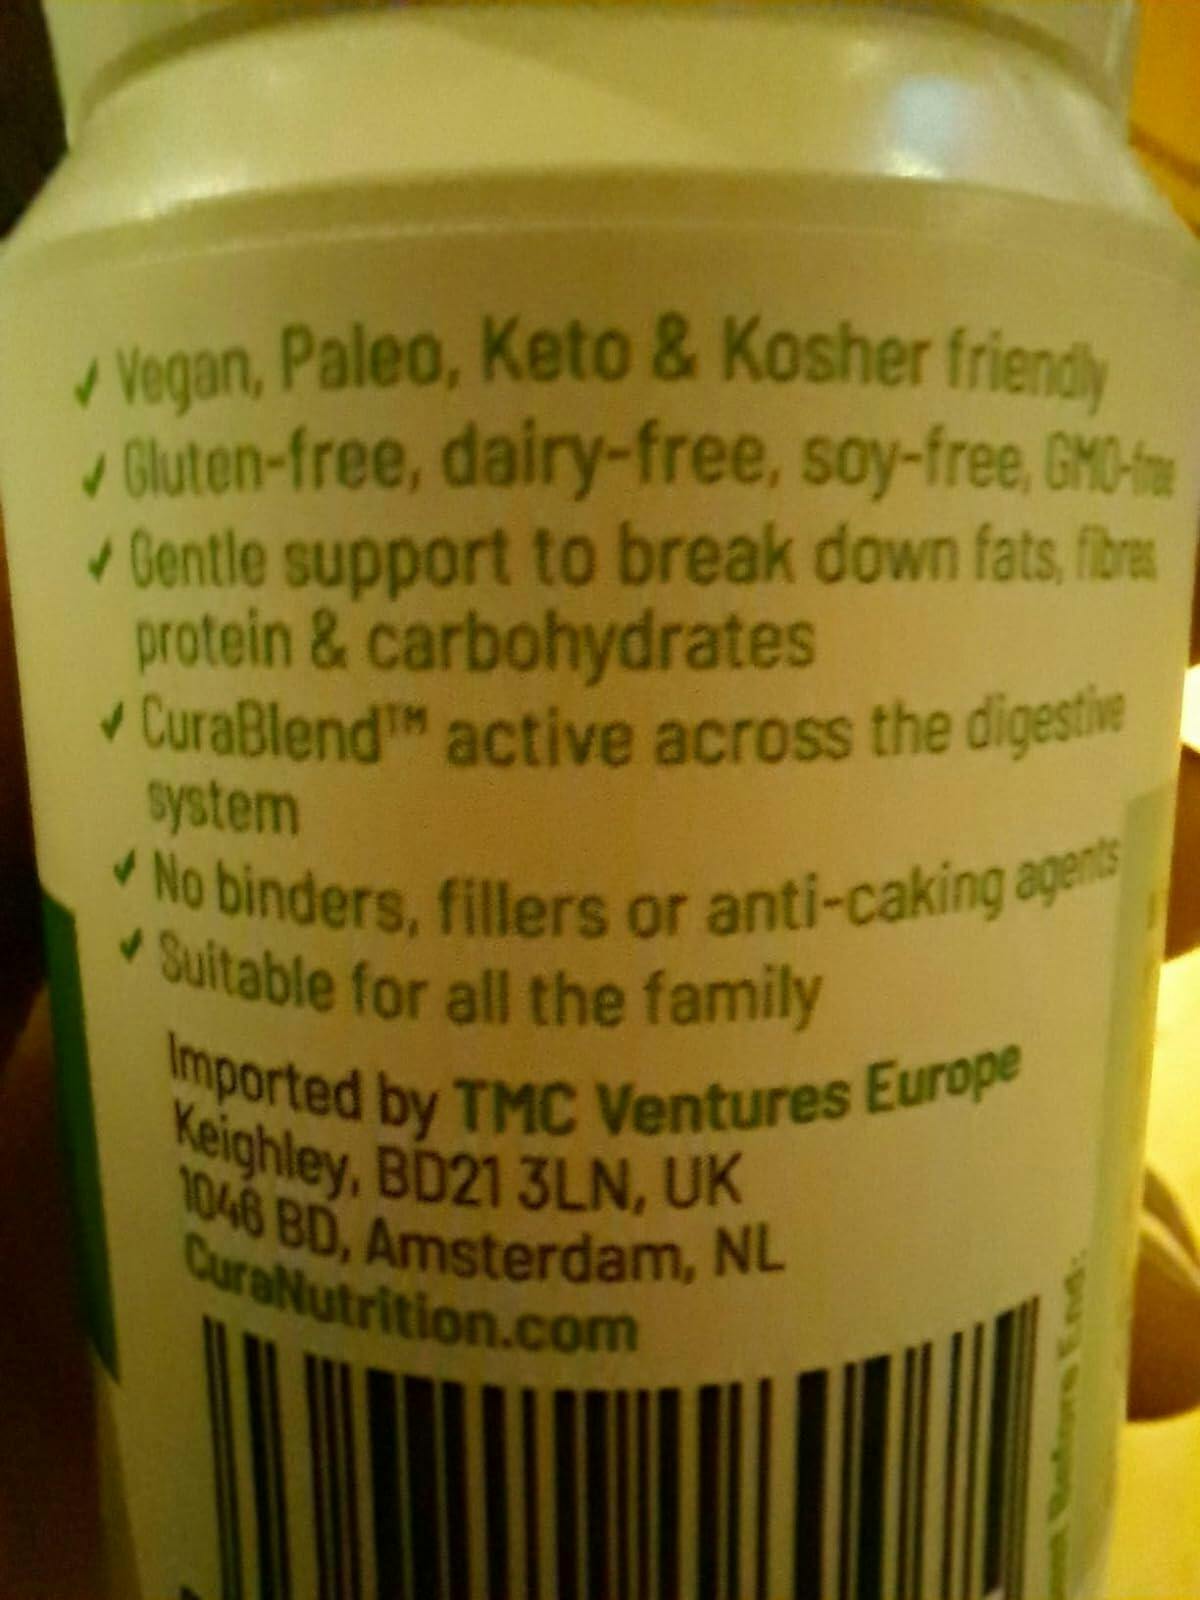 ✓ Vegan, Paleo, Keto & Kosher friendly
✓ Gluten-free, dairy-free, soy-free, GMO-free
✓ Gentle support to break down fats, fibres,
protein & carbohydrates
✓ CuraBlend™ active across the digestive
system
✓ No binders, fillers or anti-caking agents
✓ Suitable for all the family
Imported by TMC Ventures Europe
Keighley, BD21 3LN, UK
1046 BD, Amsterdam, NL
CuraNutrition.com
Before End: